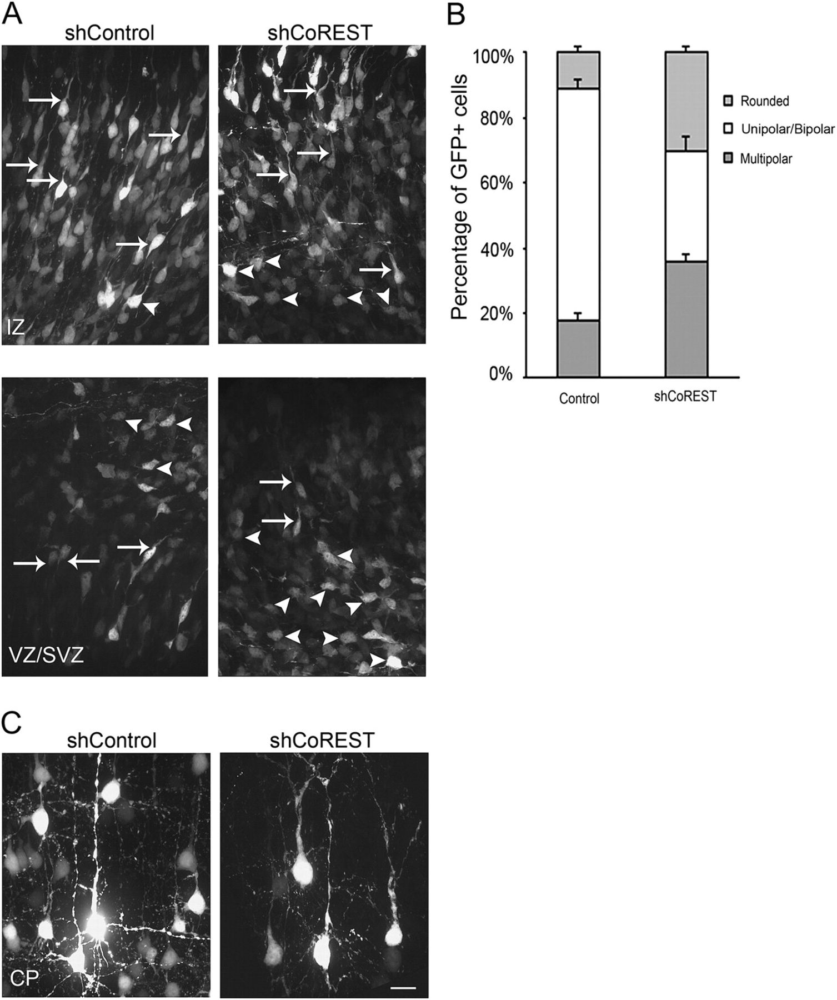 A
shControl
shCoREST
IZ
VZ/SVZ
B
Percentage of GFP+ cells
100%
80%
60%
40%
20%
0%
Control
shCoREST
Rounded
Unipolar/Bipolar
Multipolar
C
shControl
shCoREST
CP